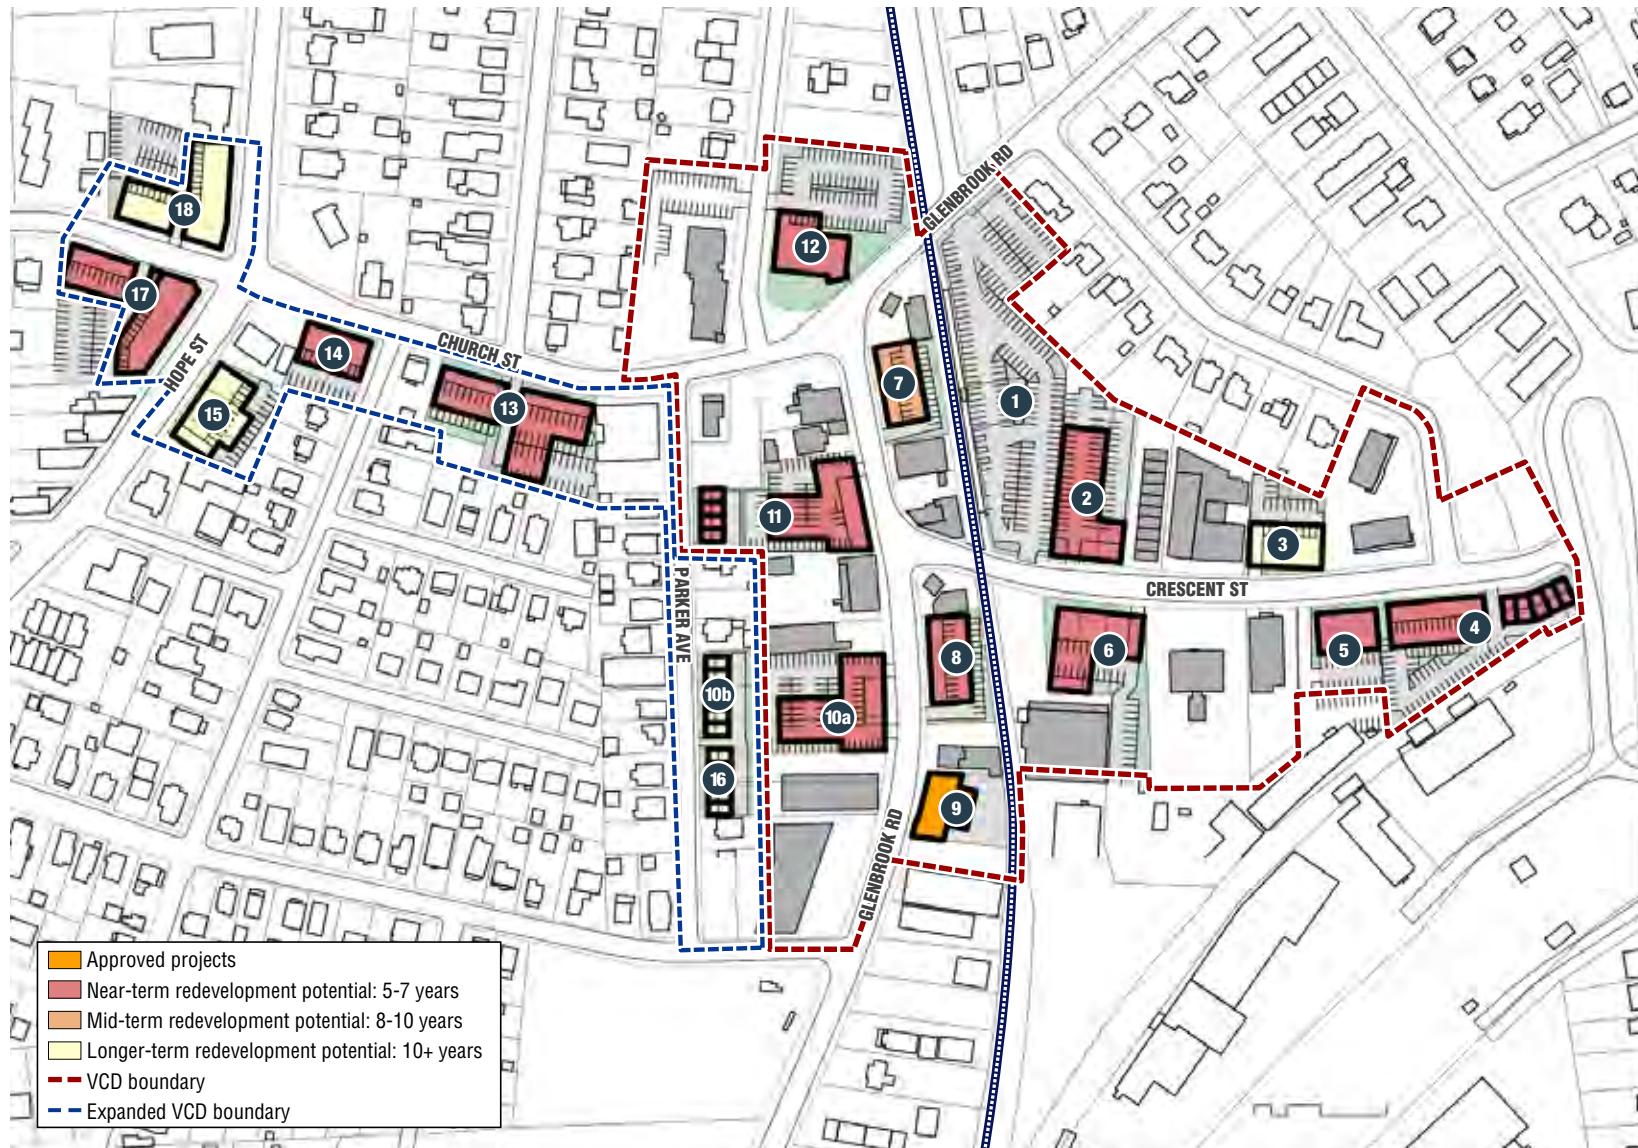 GLENBROOK RD
18
12
17
HOPE ST
14
CHURCH ST
7
1
15
13
2
11
3
PARKER AVE
CRESCENT ST
8
6
5
4
10b
10a
16
9
GLENBROOK RD
Approved projects
Near-term redevelopment potential: 5-7 years
Mid-term redevelopment potential: 8-10 years
Longer-term redevelopment potential: 10+ years
VCD boundary
Expanded VCD boundary